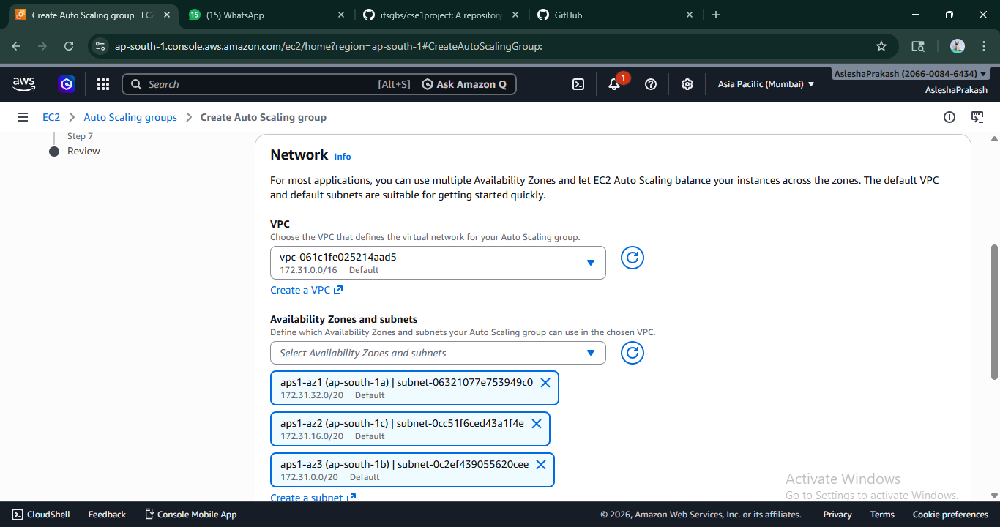 Create Auto Scaling group | EC2
(15) WhatsApp
itsgbs/cse1project: A repository
GitHub
ap-south-1.console.aws.amazon.com/ec2/home?region=ap-south-1#CreateAutoScalingGroup:
aws
Search
[Alt+S]
Ask Amazon Q
1
Asia Pacific (Mumbai)
AsleshaPrakash (2066-0084-6434)
AsleshaPrakash
EC2
Auto Scaling groups
Create Auto Scaling group
Step 7
Review
Network Info
For most applications, you can use multiple Availability Zones and let EC2 Auto Scaling balance your instances across the zones. The default VPC
and default subnets are suitable for getting started quickly.
VPC
Choose the VPC that defines the virtual network for your Auto Scaling group.
vpc-061c1fe025214aad5
172.31.0.0/16 Default
Create a VPC
Availability Zones and subnets
Define which Availability Zones and subnets your Auto Scaling group can use in the chosen VPC.
Select Availability Zones and subnets
aps1-az1 (ap-south-1a) | subnet-06321077e753949c0
172.31.32.0/20 Default
aps1-az2 (ap-south-1c) | subnet-0cc51f6ced43a1f4e
172.31.16.0/20 Default
aps1-az3 (ap-south-1b) | subnet-0c2ef439055620cee
172.31.0.0/20 Default
Create a subnet
Activate Windows
Go to Settings to activate Windows.
CloudShell
Feedback
Console Mobile App
© 2026, Amazon Web Services, Inc. or its affiliates.
Privacy
Terms
Cookie preferences